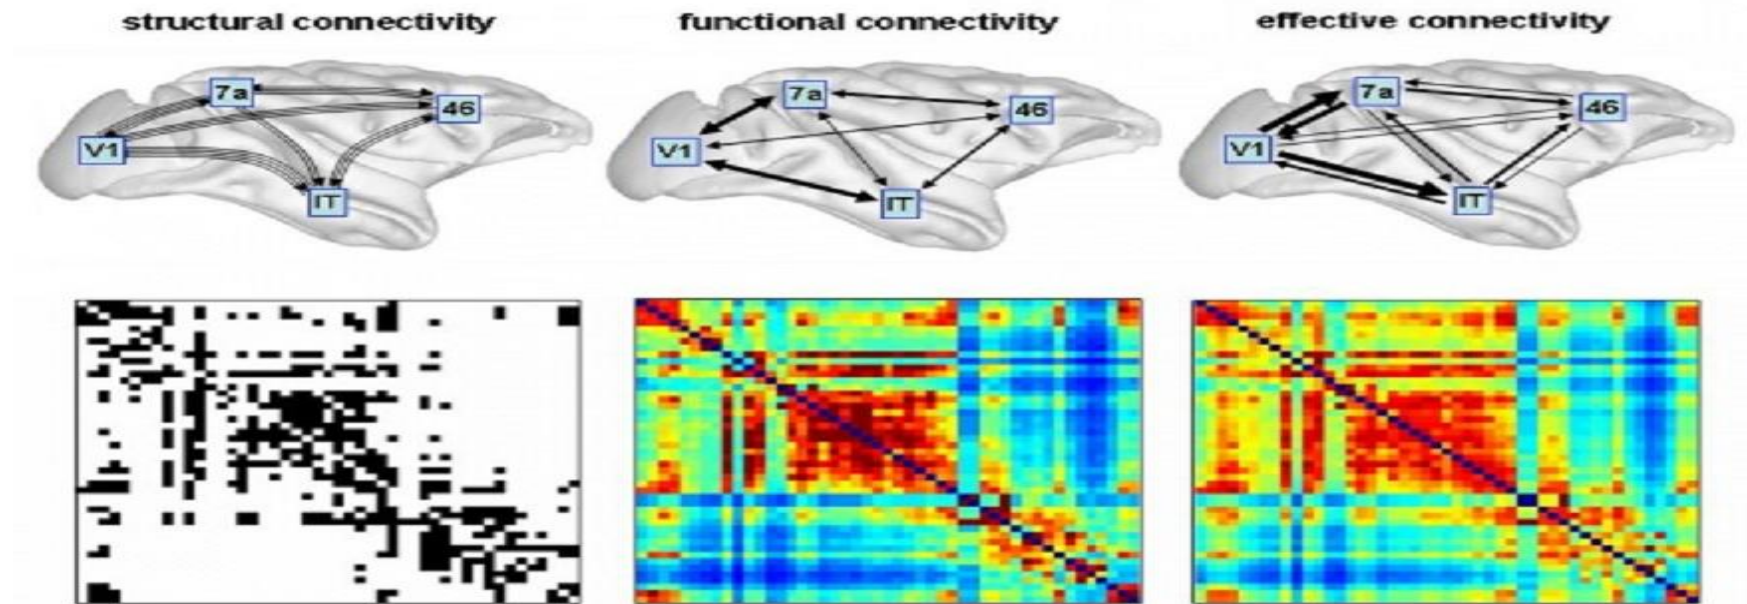 structural connectivity
functional connectivity
effective connectivity
7a
46
V1
IT
7a
46
V1
IT
7a
46
V1
IT